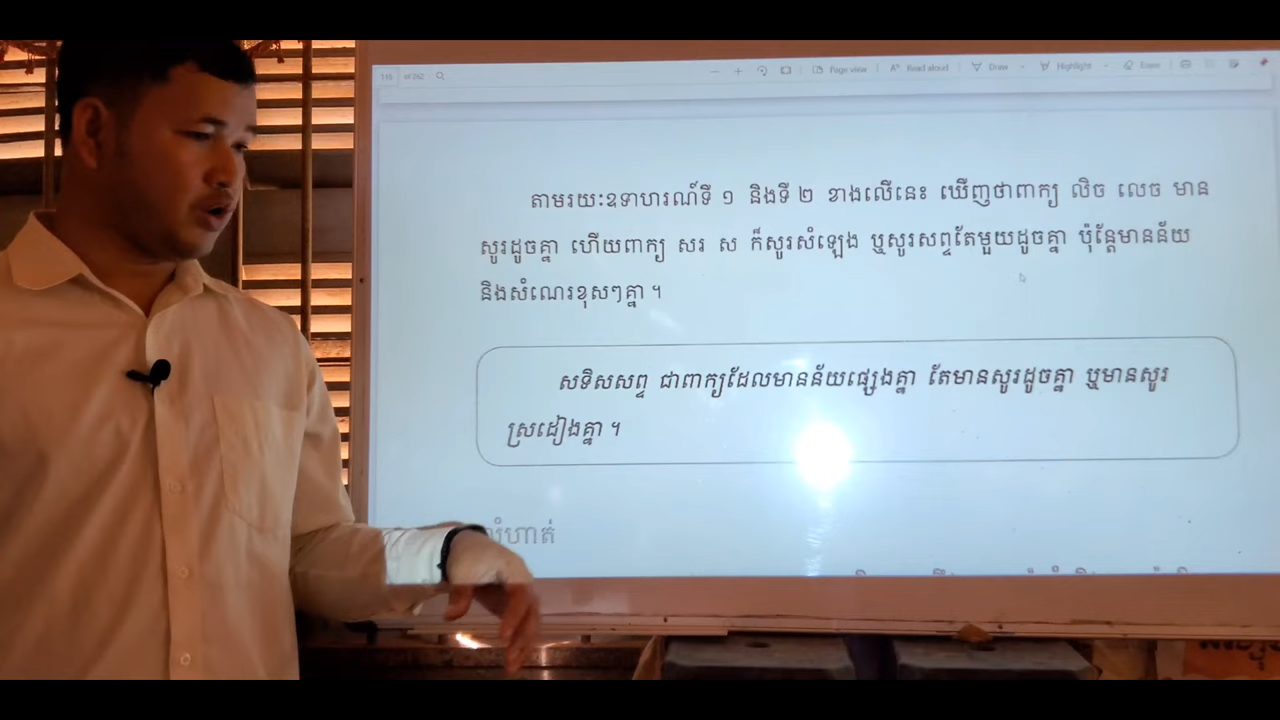 116 of 262 Page view Read aloud Draw Highlight Erase
តាមរយៈឧទាហរណ៍ទី ១ និងទី ២ ខាងលើនេះ ឃើញថាពាក្យ លិច លេច មាន
សូរដូចគ្នា ហើយពាក្យ សរ ស ក៏សូរសំឡេង ឬសូរសព្ទតែមួយដូចគ្នា ប៉ុន្តែមានន័យ
និងសំណេរខុសៗគ្នា ។
សទិសសព្ទ ជាពាក្យដែលមានន័យផ្សេងគ្នា តែមានសូរដូចគ្នា ឬមានសូរ
ស្រដៀងគ្នា ។
លំហាត់